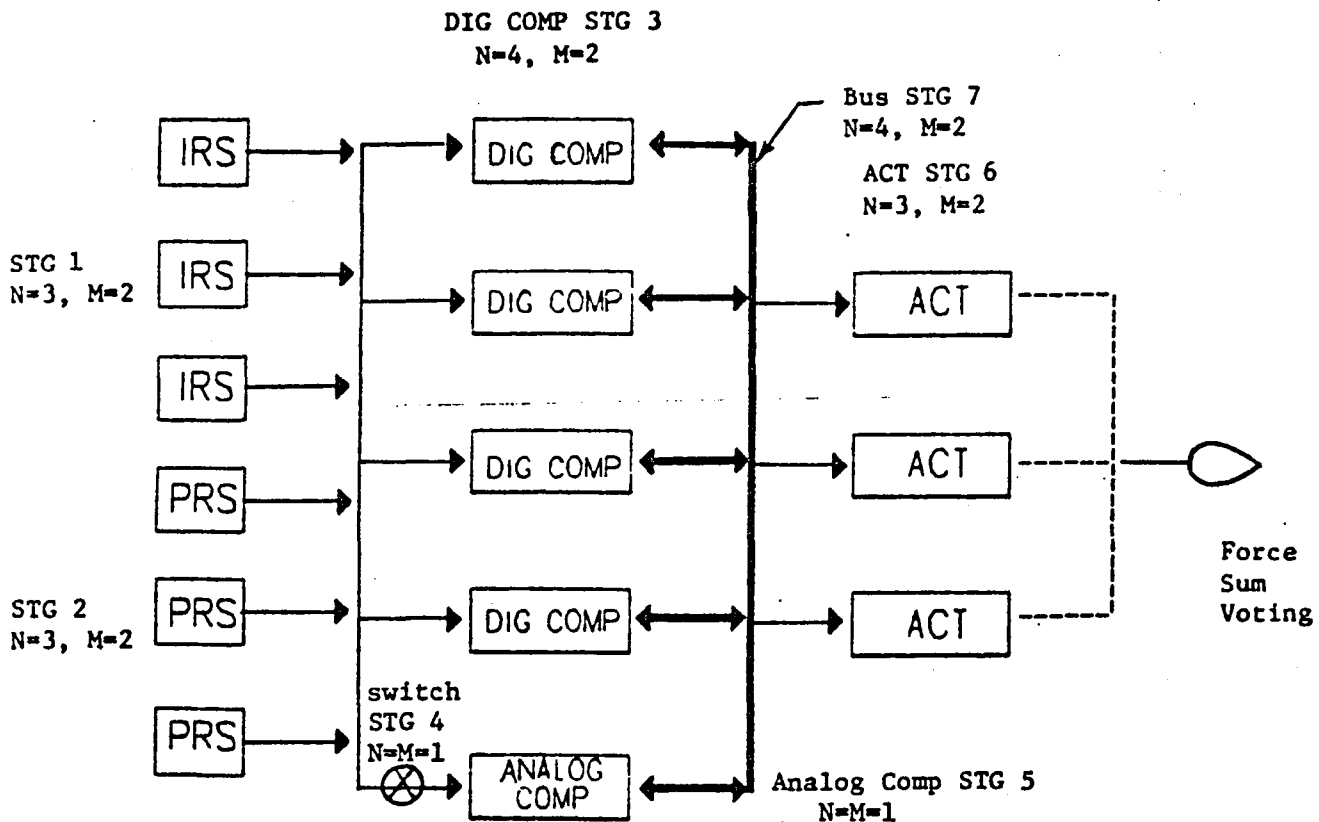 DIG COMP STG 3
N=4, M=2
Bus STG 7
N=4, M=2
ACT STG 6
N=3, M=2
IRS
DIG COMP
STG 1
N=3, M=2
IRS
DIG COMP
ACT
IRS
DIG COMP
ACT
PRS
Force
Sum
Voting
STG 2
N=3, M=2
PRS
DIG COMP
ACT
switch
STG 4
N=M=1
PRS
ANALOG
COMP
Analog Comp STG 5
N=M=1